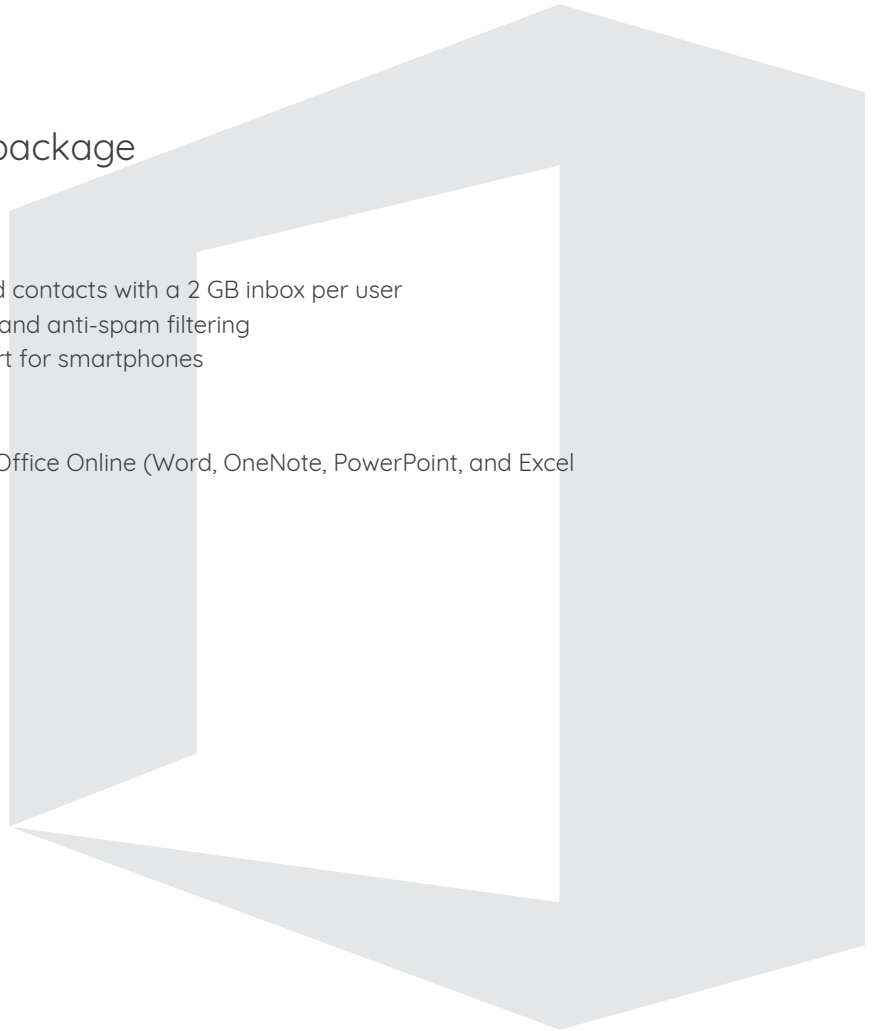 package
d contacts with a 2 GB inbox per user
and anti-spam filtering
rt for smartphones
Office Online (Word, OneNote, PowerPoint, and Excel